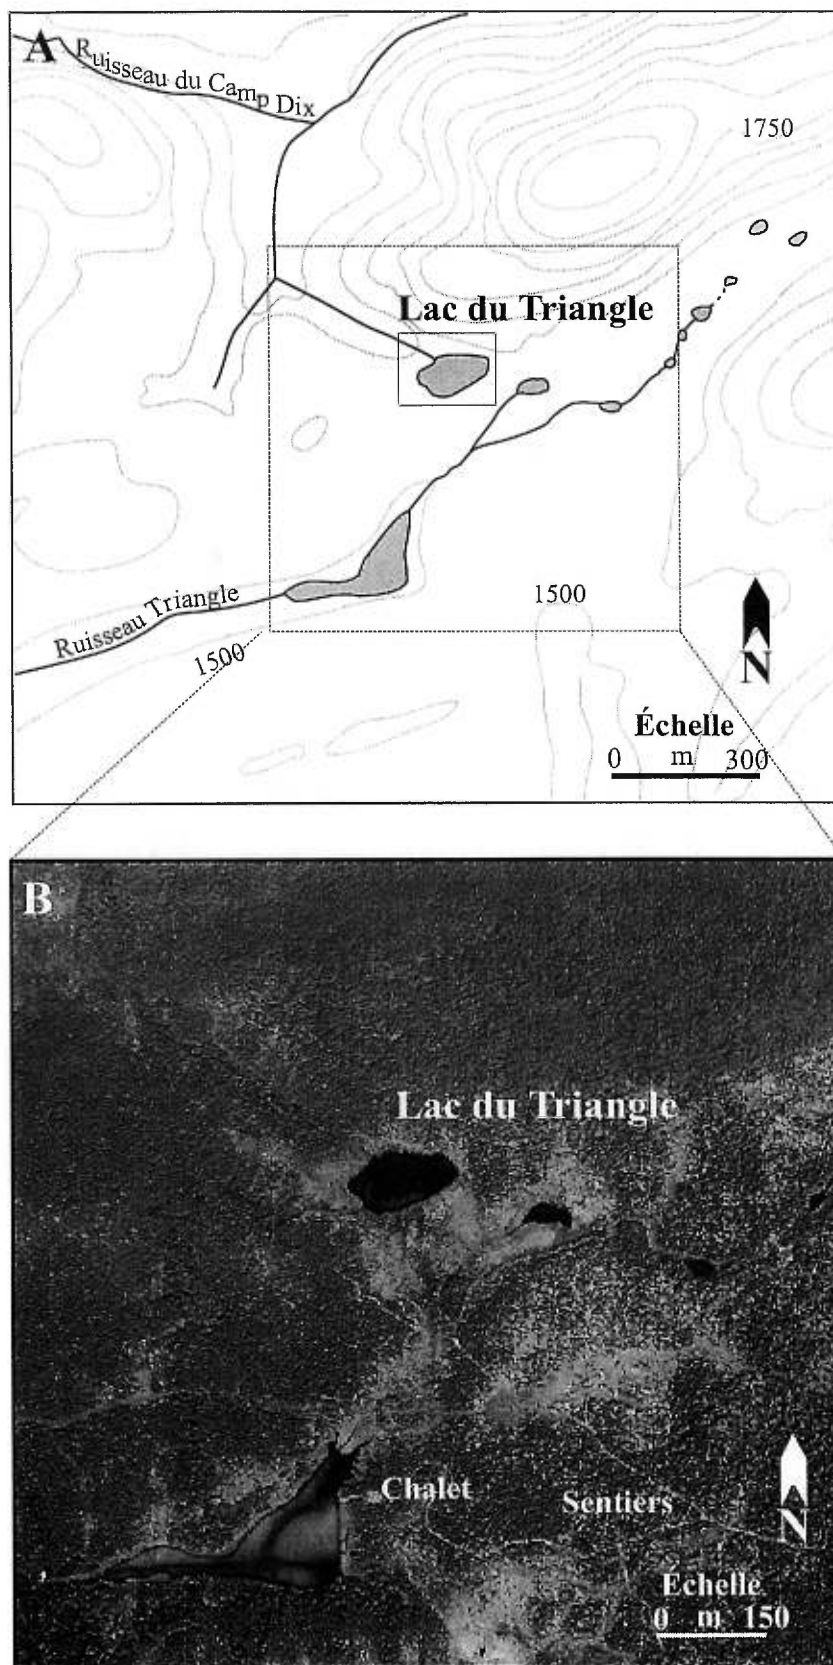 A
Ruisseau du Camp Dix
1750
Lac du Triangle
Ruisseau Triangle
1500
1500
N
Échelle
0 m 300
B
Lac du Triangle
Chalet
Sentiers
N
Échelle
0 m 150